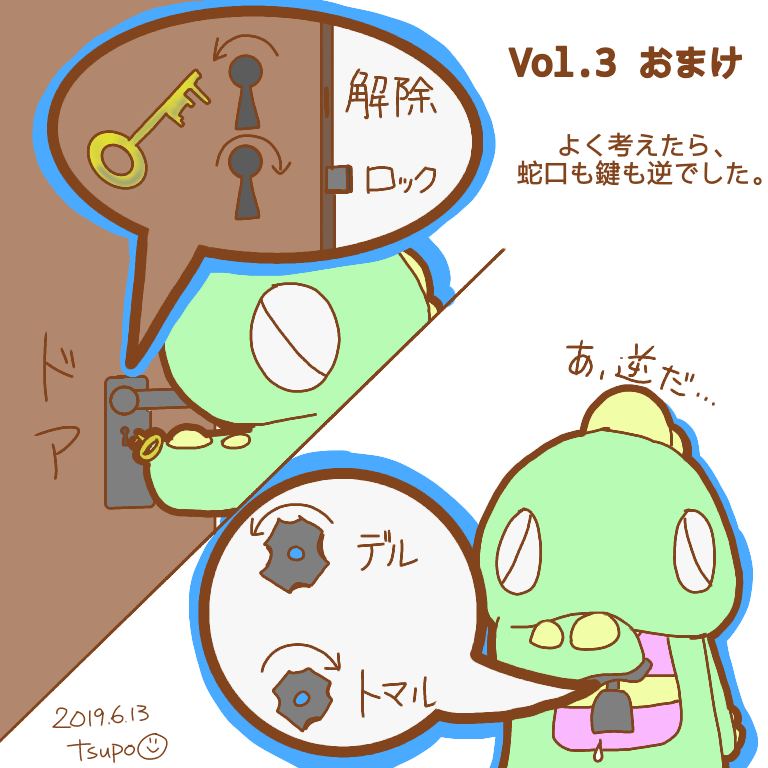 Vol.3 おまけ
よく考えたら、
蛇口も鍵も逆でした。
解除
ロック
ドア
あ,逆だ...
デル
トマル
2019.6.13
tsupo